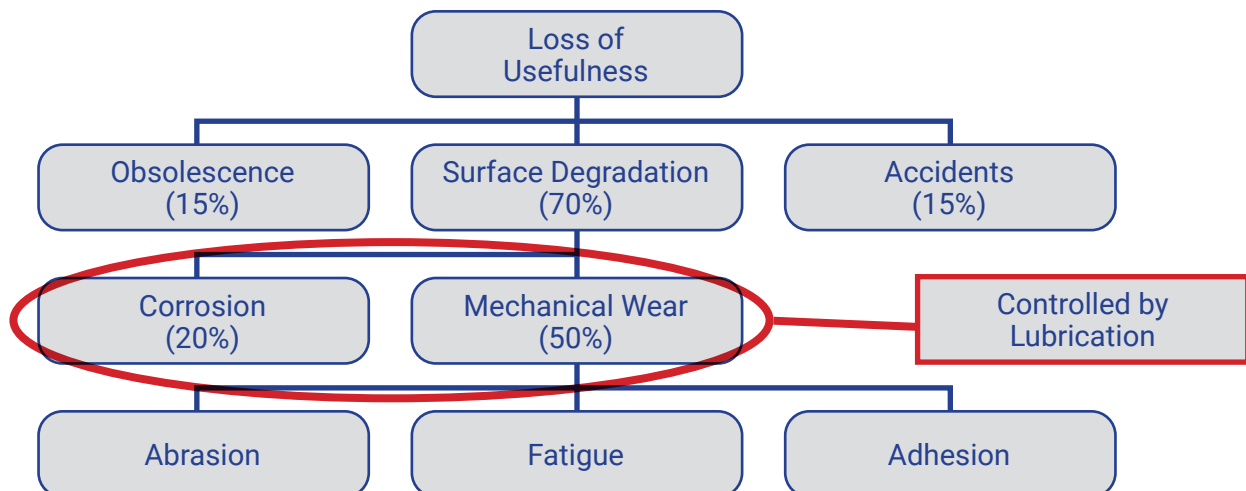 Loss of
Usefulness
Obsolescence
(15%)
Surface Degradation
(70%)
Accidents
(15%)
Corrosion
(20%)
Mechanical Wear
(50%)
Controlled by
Lubrication
Abrasion
Fatigue
Adhesion